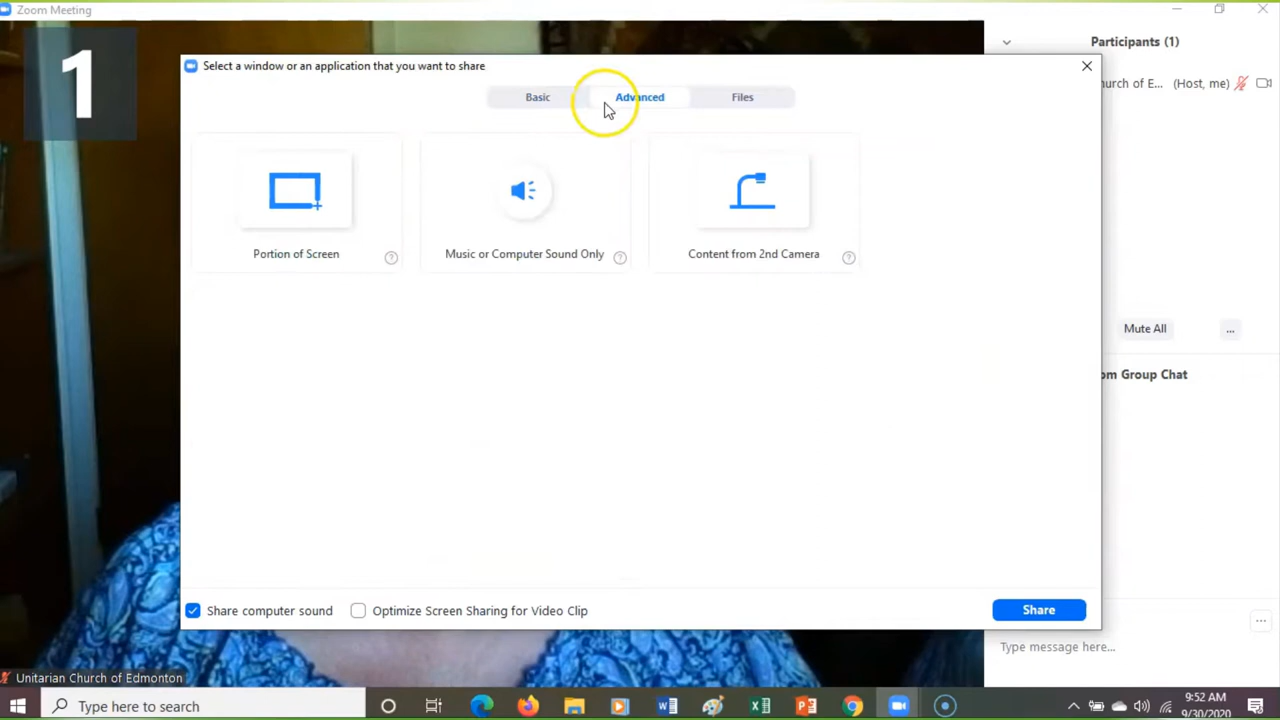 Zoom Meeting
1
Select a window or an application that you want to share
Basic
Advanced
Files
Portion of Screen
?
Music or Computer Sound Only
?
Content from 2nd Camera
?
Share computer sound
Optimize Screen Sharing for Video Clip
Share
Participants (1)
hurch of E... (Host, me)
Mute All
...
om Group Chat
...
Type message here...
Unitarian Church of Edmonton
Type here to search
9:52 AM
9/30/2020